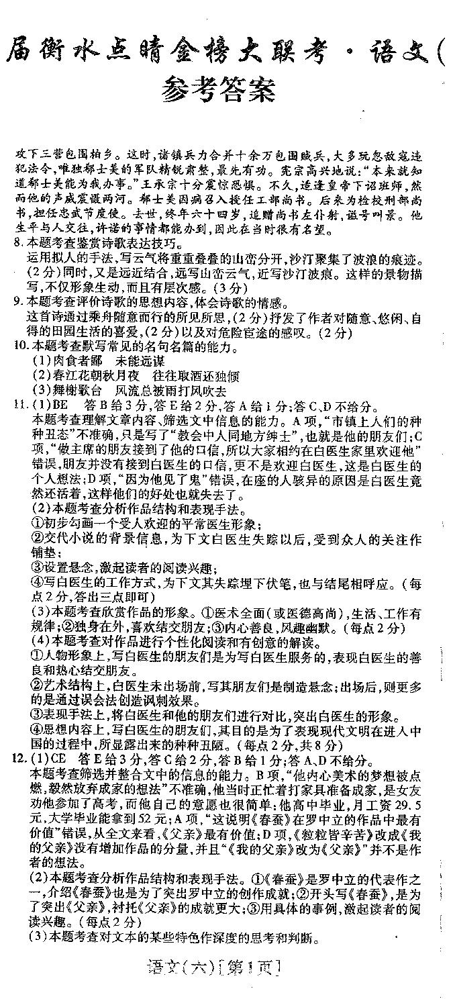 届衡水点睛金榜大联考·语文(
参考答案
攻下三营包围柏乡。这时,诸镇兵力合并十余万包围贼兵,大多玩忽敌寇违
犯法令,唯独郗士美的军队精锐肃整,最先有功。宪宗高兴地说:“本来就知
道郗士美能为我办事。”王承宗十分震惊恐惧。不久,适逢皇帝下诏班师,然
而他的声威震慑两河。郗士美因病召入授任工部尚书。后来为检校刑部尚
书,担任忠武节度使。去世,终年六十四岁,追赠尚书左仆射,谥号叫景。他
生平与人交往,许诺的事情都能办到,因此在当时很有名望。
8.本题考查鉴赏诗歌表达技巧。
运用拟人的手法,写云气将重重叠叠的山峦分开,沙汀聚集了波浪的痕迹。
(2分)同时,又是远近结合,远写山峦云气,近写沙汀波痕。这样的景物描
写,不仅形象生动,而且有层次感。(3分)
9.本题考查评价诗歌的思想内容,体会诗歌的情感。
这首诗通过乘舟随意而行的所见所思,(2分)抒发了作者对随意、悠闲、自
得的田园生活的喜爱,(2分)以及对危险宦途的感叹。(2分)
10.本题考查默写常见的名句名篇的能力。
(1)肉食者鄙 未能远谋
(2)春江花朝秋月夜 往往取酒还独倾
(3)舞榭歌台 风流总被雨打风吹去
11.(1)BE 答B给3分,答E给2分,答A给1分;答C、D不给分。
本题考查理解文章内容、筛选文中信息的能力。A项,“市镇上人们的种
种丑态”不准确,只是写了“教会中人同地方绅士”,也就是他的朋友们;C
项,“做主席的朋友接到了他的口信,所以大家相约在白医生家里欢迎他”
错误,朋友并没有接到白医生的口信,更不是欢迎白医生,这是白医生的
个人想法;D项,“因为他见了鬼”错误,在座的人骇异的原因是白医生竟
然还活着,这样他们的好处也就失去了。
(2)本题考查分析作品结构和表现手法。
①初步勾画一个受人欢迎的平常医生形象;
②交代小说的背景信息,为下文白医生失踪以后,受到众人的关注作
铺垫;
③设置悬念,激起读者的阅读兴趣;
④写白医生的工作方式,为下文其失踪埋下伏笔,也与结尾相呼应。(每
点2分,答出三点即可)
(3)本题考查欣赏作品的形象。①医术全面(或医德高尚),生活、工作有
规律;②独身在外,喜欢结交朋友;③内心善良,风趣幽默。(每点2分)
(4)本题考查对作品进行个性化阅读和有创意的解读。
①人物形象上,写白医生的朋友们是为写白医生服务的,表现白医生的善
良和热心结交朋友。
②艺术结构上,白医生未出场前,写其朋友们是制造悬念;出场后,则更多
的是通过误会法创造讽刺效果。
③表现手法上,将白医生和他的朋友们进行对比,突出白医生的形象。
④思想内容上,写白医生的朋友们,其目的是为了表现现代文明在进入中
国的过程中,所显露出来的种种丑陋。(每点2分,共8分)
12.(1)CE 答E给3分,答C给2分,答B给1分;答A、D不给分。
本题考查筛选并整合文中的信息的能力。B项,“他内心美术的梦想被点
燃,毅然放弃成家的想法”不准确,他当时正忙着打家具准备成家,是女友
劝他参加了高考,而他自己的意愿也很简单:他高中毕业,月工资29.5
元,大学毕业能拿到52元;A项,“这说明《春蚕》在罗中立的作品中最有
价值”错误,从全文来看,《父亲》最有价值;D项,《粒粒皆辛苦》改成《我
的父亲》没有增加作品的分量,并且“《我的父亲》改为《父亲》”并不是作
者的想法。
(2)本题考查分析作品结构和表现手法。①《春蚕》是罗中立的代表作之
一,介绍《春蚕》也是为了突出罗中立的创作成就;②开头写《春蚕》,是为
了突出《父亲》,衬托《父亲》的成就更大;③用具体的事例,激起读者的阅
读兴趣。(每点2分)
(3)本题考查对文本的某些特色作深度的思考和判断。
语文(六)[第1页]